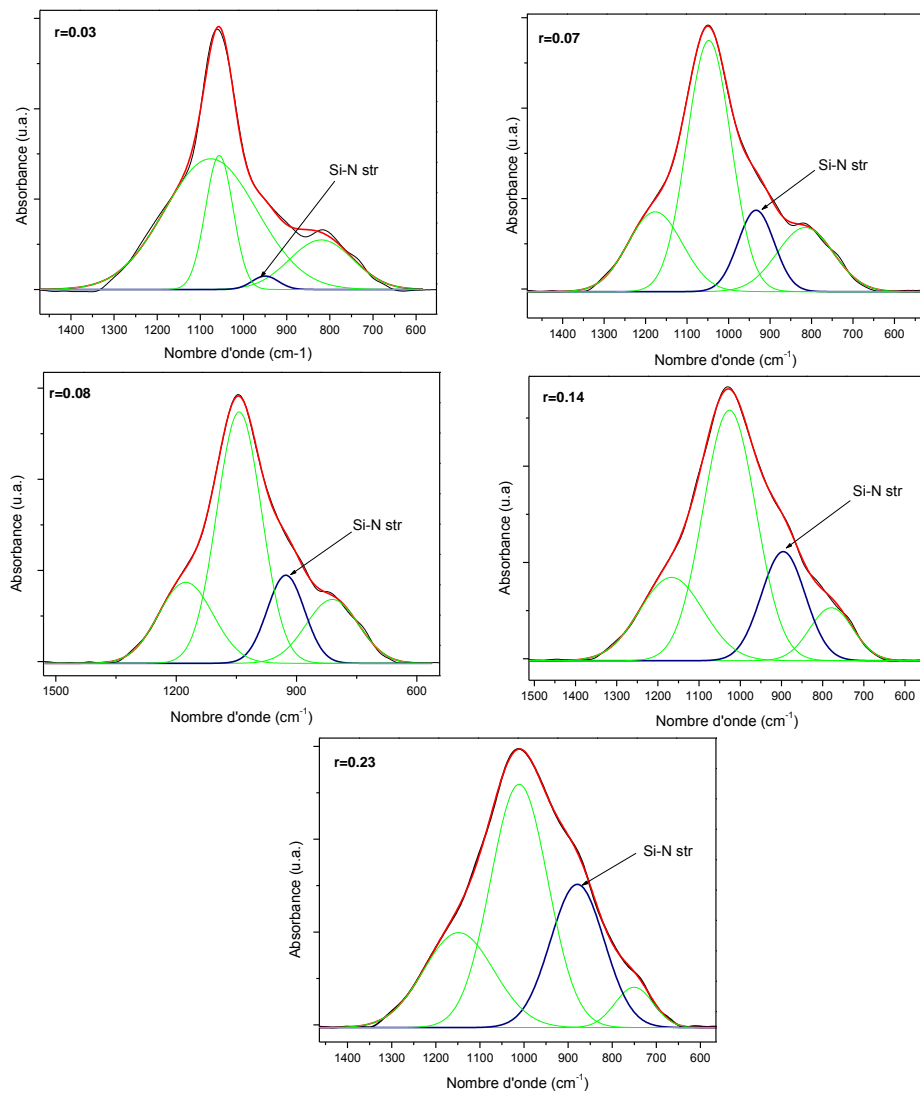 r=0.03
Si-N str
Absorbance (u.a.)
1400 1300 1200 1100 1000 900 800 700 600
Nombre d'onde (cm-1)
r=0.07
Si-N str
Absorbance (u.a.)
1400 1300 1200 1100 1000 900 800 700 600
Nombre d'onde (cm⁻¹)
r=0.08
Si-N str
Absorbance (u.a.)
1500 1200 900 600
Nombre d'onde (cm⁻¹)
r=0.14
Si-N str
Absorbance (u.a)
1500 1400 1300 1200 1100 1000 900 800 700 600
Nombre d'onde (cm⁻¹)
r=0.23
Si-N str
Absorbance (u.a.)
1400 1300 1200 1100 1000 900 800 700 600
Nombre d'onde (cm⁻¹)